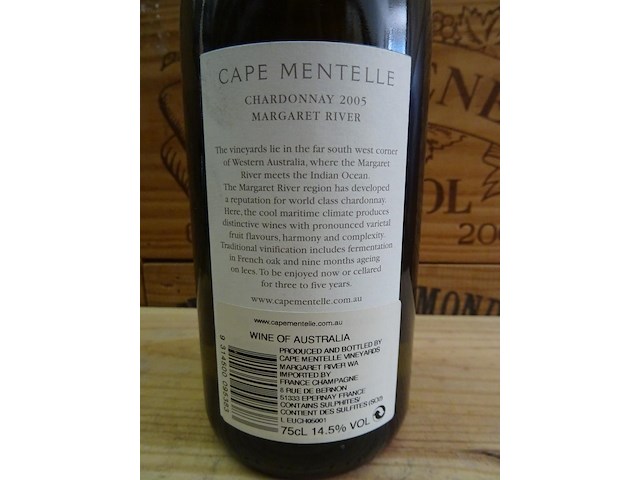 CAPE MENTELLE
CHARDONNAY 2005
MARGARET RIVER
The vineyards lie in the far south west corner
of Western Australia, where the Margaret
River meets the Indian Ocean.
The Margaret River region has developed
a reputation for world class chardonnay.
Here, the cool maritime climate produces
distinctive wines with pronounced varietal
fruit flavours, harmony and complexity.
Traditional vinification includes fermentation
in French oak and nine months ageing
on lees. To be enjoyed now or cellared
for three to five years.
www.capementelle.com.au
www.capementelle.com.au
WINE OF AUSTRALIA
PRODUCED AND BOTTLED BY
CAPE MENTELLE VINEYARDS
MARGARET RIVER WA
IMPORTED BY
FRANCE CHAMPAGNE
6 RUE DE BERNON
51333 EPERNAY FRANCE
CONTAINS SULPHITES/
CONTIENT DES SULFITES (SO2)
L EUCH05001
75cL 14.5% VOL